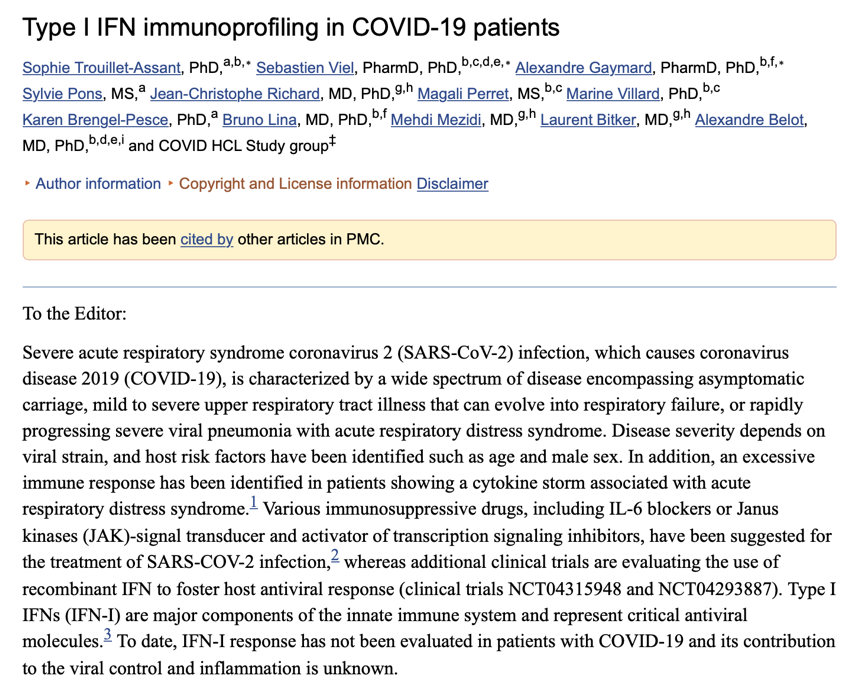 Type I IFN immunoprofiling in COVID-19 patients
Sophie Trouillet-Assant, PhD,a,b,* Sebastien Viel, PharmD, PhD,b,c,d,e,* Alexandre Gaymard, PharmD, PhD,b,f,*
Sylvie Pons, MS,a Jean-Christophe Richard, MD, PhD,g,h Magali Perret, MS,b,c Marine Villard, PhD,b,c
Karen Brengel-Pesce, PhD,a Bruno Lina, MD, PhD,b,f Mehdi Mezidi, MD,g,h Laurent Bitker, MD,g,h Alexandre Belot,
MD, PhD,b,d,e,i and COVID HCL Study group‡
▸ Author information ▸ Copyright and License information Disclaimer
This article has been cited by other articles in PMC.
To the Editor:
Severe acute respiratory syndrome coronavirus 2 (SARS-CoV-2) infection, which causes coronavirus
disease 2019 (COVID-19), is characterized by a wide spectrum of disease encompassing asymptomatic
carriage, mild to severe upper respiratory tract illness that can evolve into respiratory failure, or rapidly
progressing severe viral pneumonia with acute respiratory distress syndrome. Disease severity depends on
viral strain, and host risk factors have been identified such as age and male sex. In addition, an excessive
immune response has been identified in patients showing a cytokine storm associated with acute
respiratory distress syndrome.1 Various immunosuppressive drugs, including IL-6 blockers or Janus
kinases (JAK)-signal transducer and activator of transcription signaling inhibitors, have been suggested for
the treatment of SARS-COV-2 infection,2 whereas additional clinical trials are evaluating the use of
recombinant IFN to foster host antiviral response (clinical trials NCT04315948 and NCT04293887). Type I
IFNs (IFN-I) are major components of the innate immune system and represent critical antiviral
molecules.3 To date, IFN-I response has not been evaluated in patients with COVID-19 and its contribution
to the viral control and inflammation is unknown.